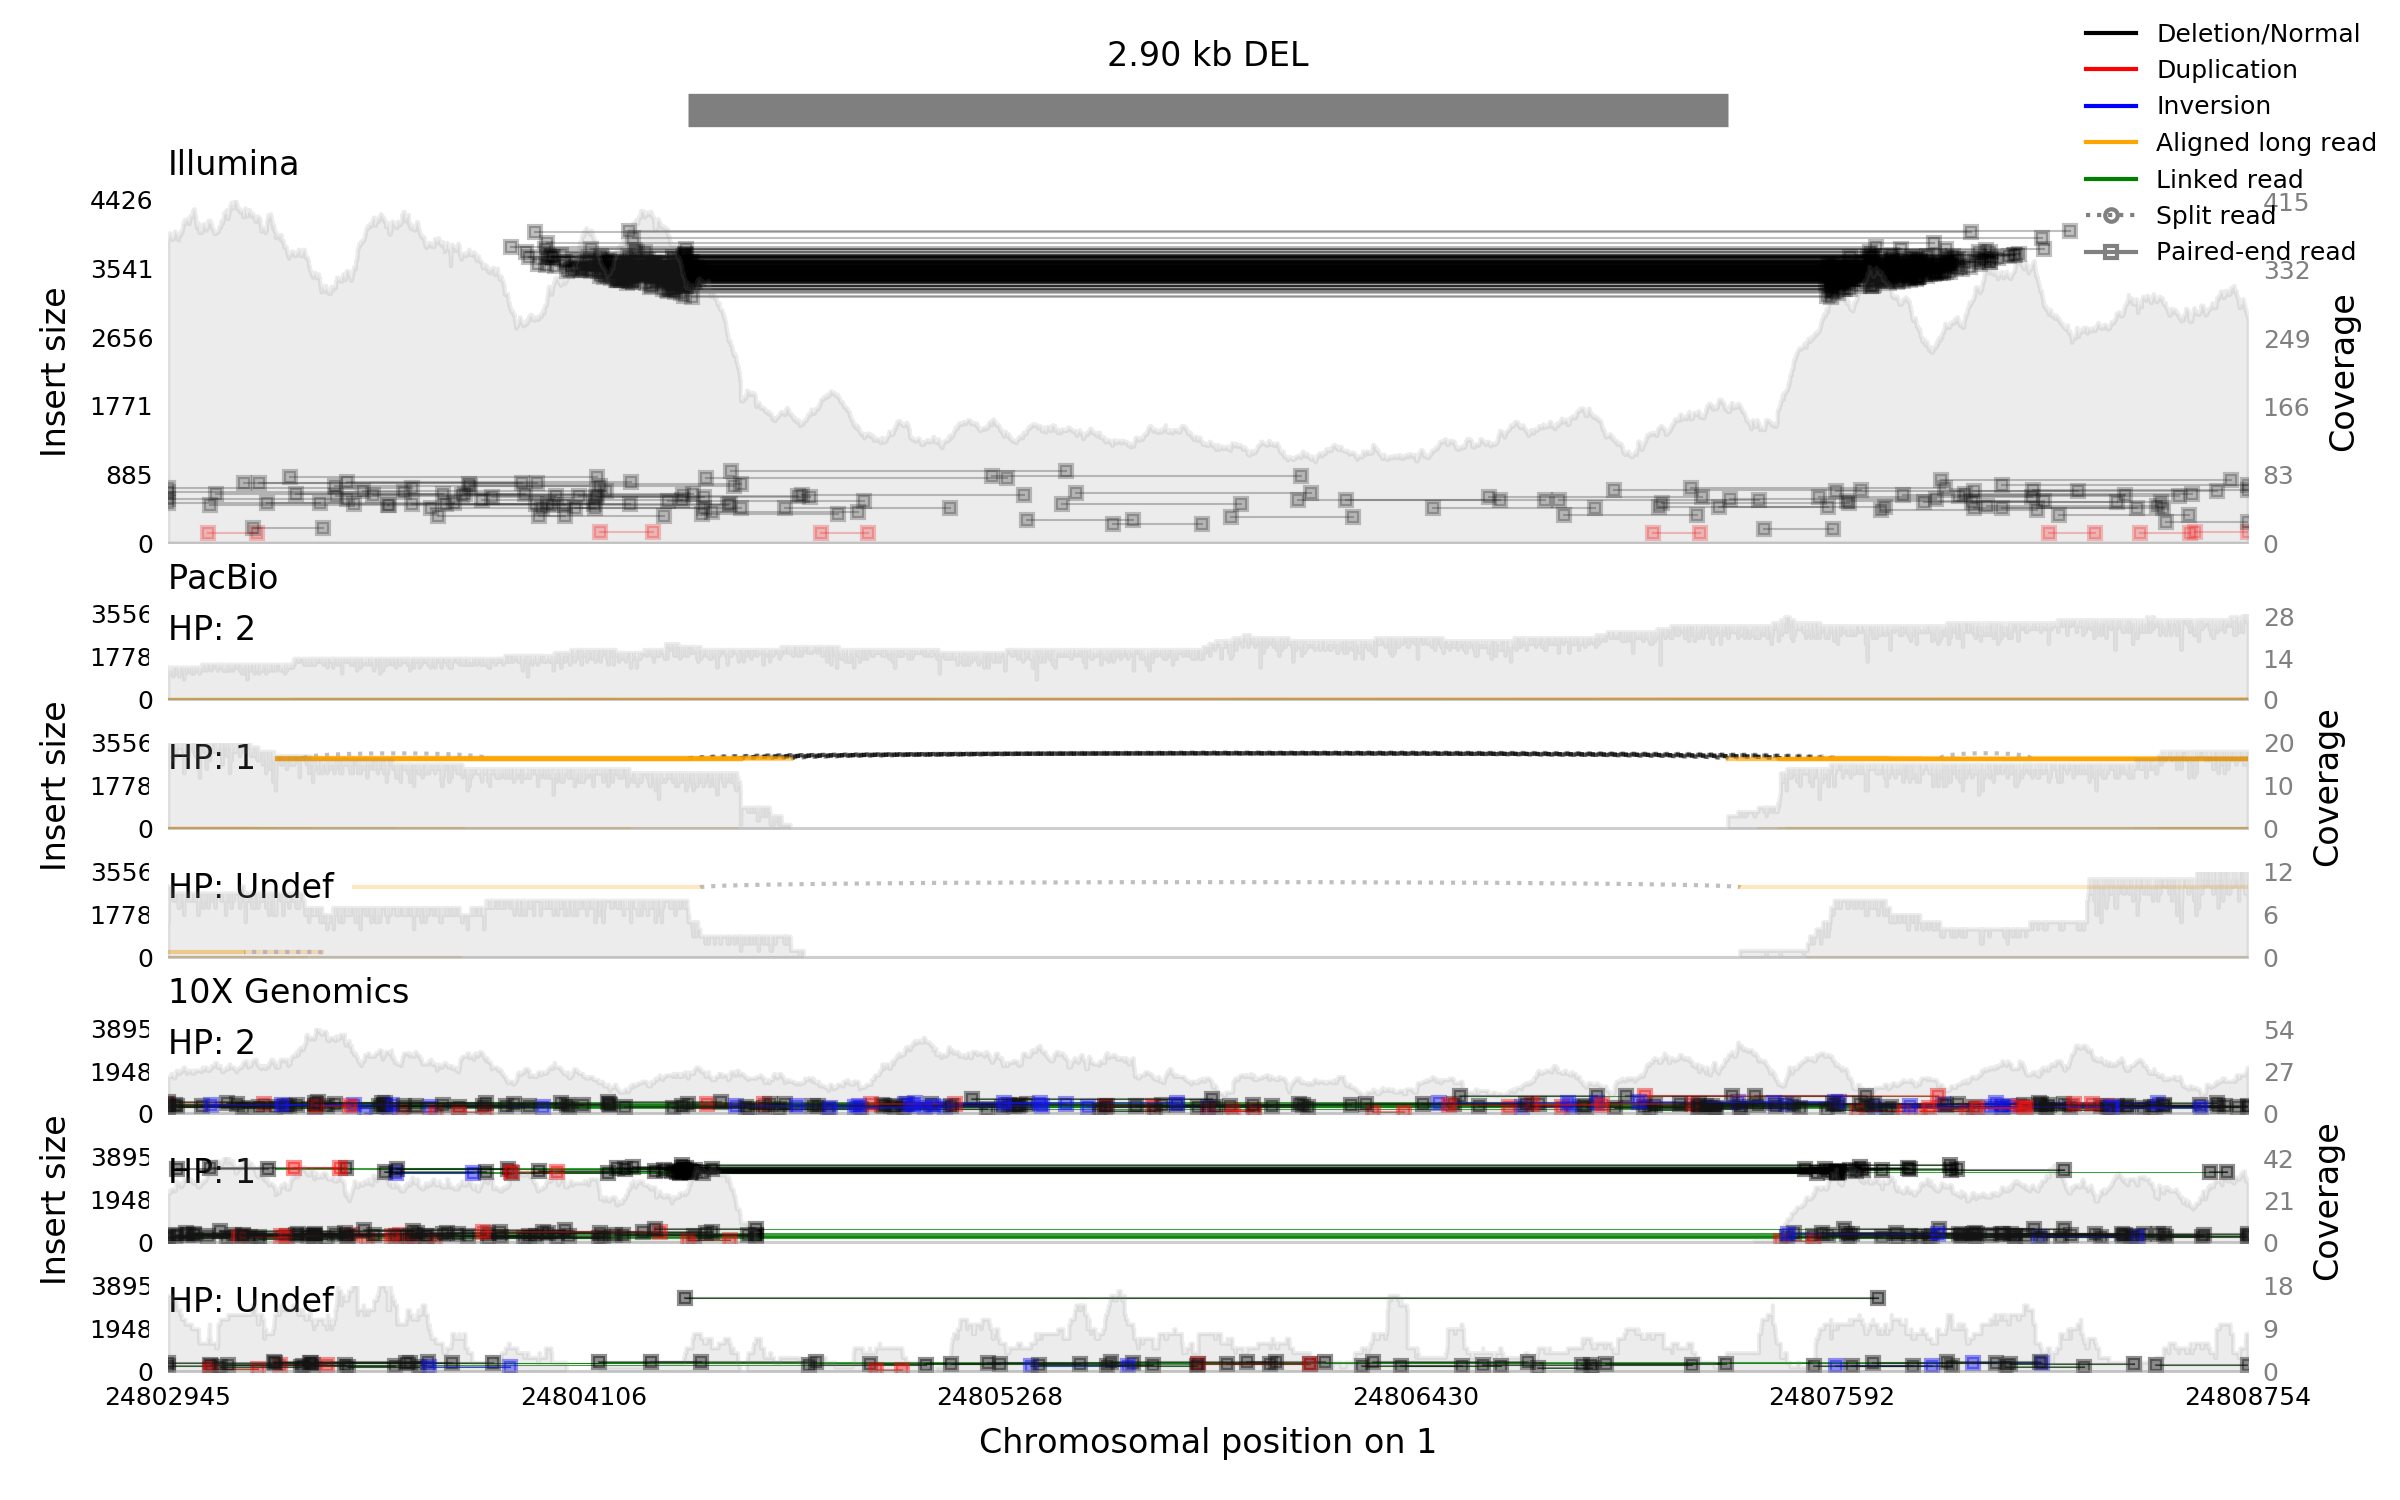 2.90 kb DEL
Deletion/Normal
Duplication
Inversion
Aligned long read
Linked read
Split read
Paired-end read
Illumina
4426
3541
2656
1771
885
0
Insert size
415
332
249
166
83
0
Coverage
PacBio
HP: 2
3556
1778
0
28
14
0
HP: 1
3556
1778
0
20
10
0
HP: Undef
3556
1778
0
12
6
0
Insert size
Coverage
10X Genomics
HP: 2
3895
1948
0
54
27
0
HP: 1
3895
1948
0
42
21
0
HP: Undef
3895
1948
0
18
9
0
Insert size
Coverage
24802945 24804106 24805268 24806430 24807592 24808754
Chromosomal position on 1